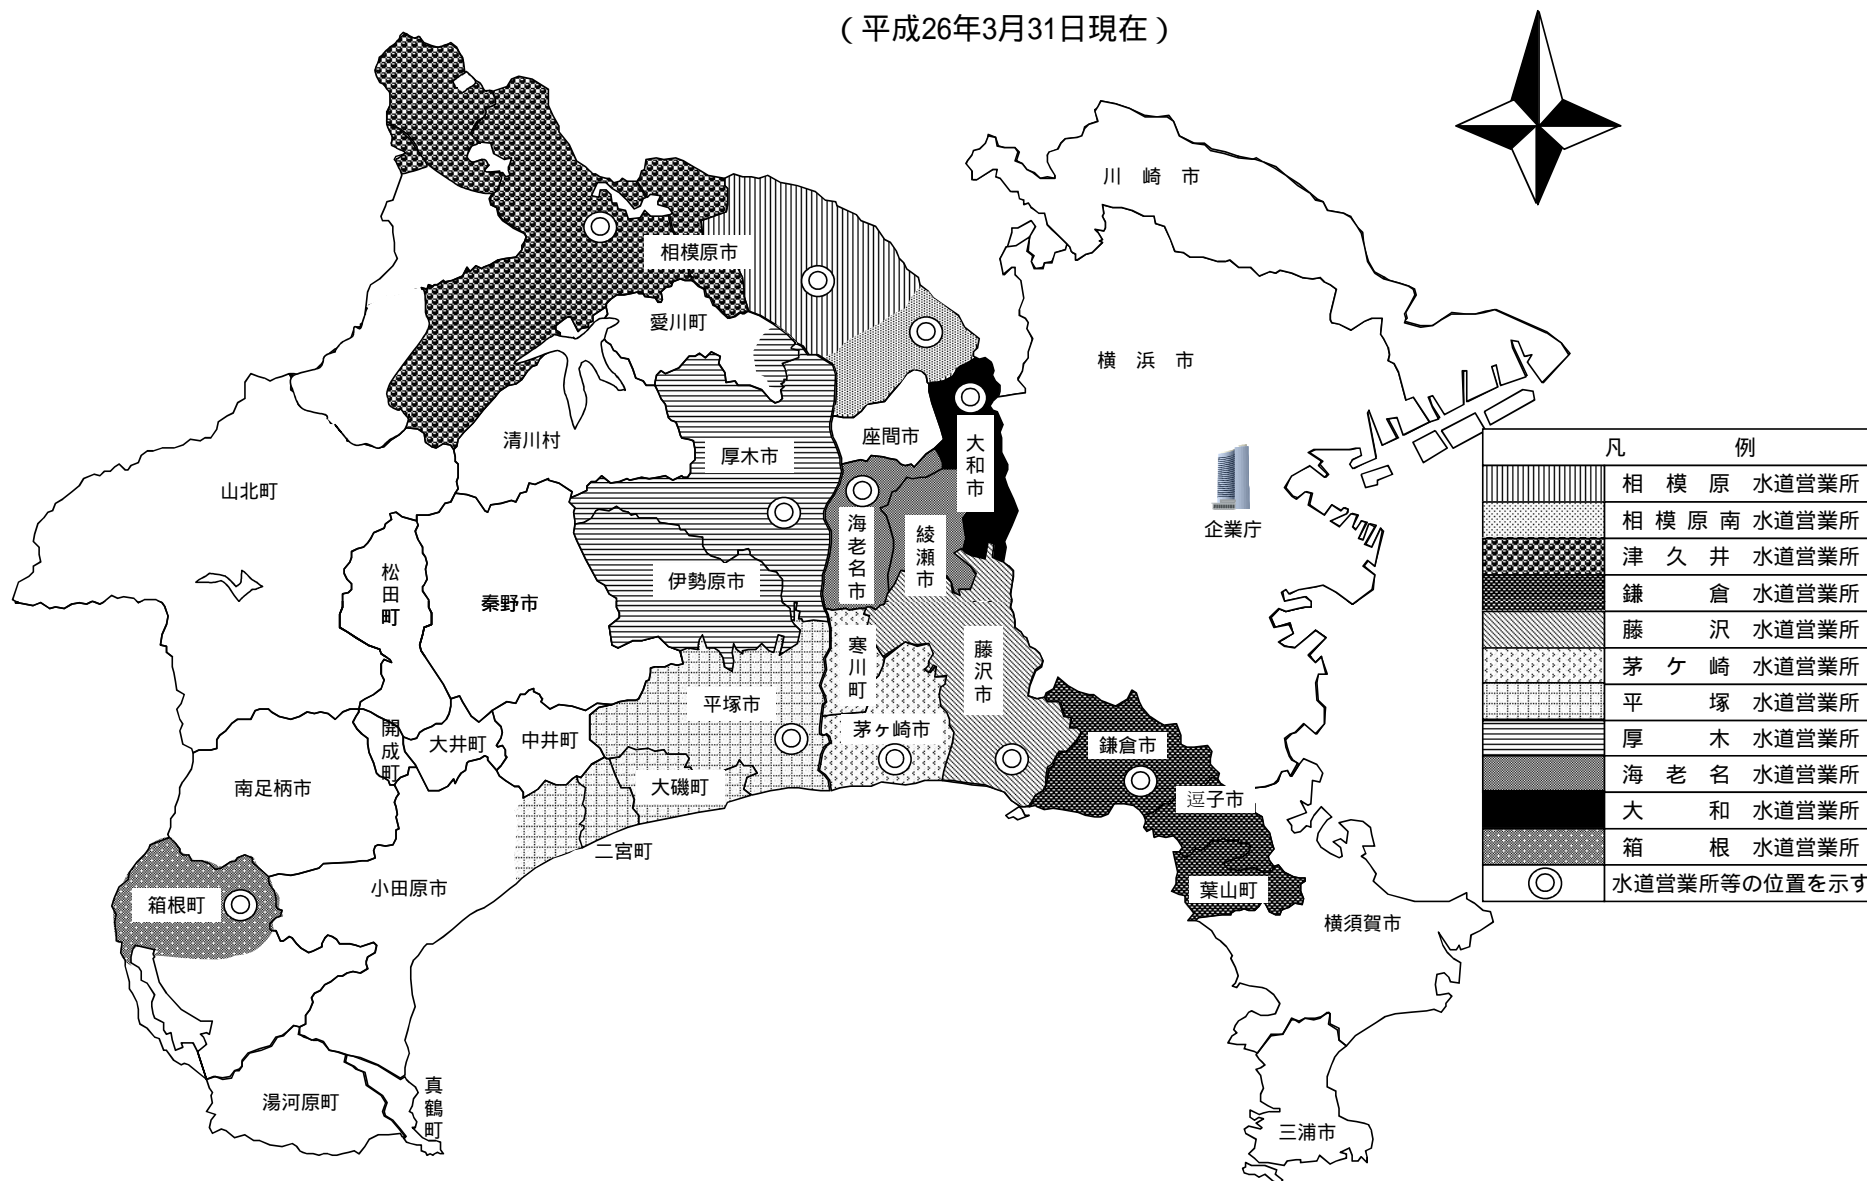 （平成26年3月31日現在）
川崎市
相模原市
愛川町
横浜市
清川村
厚木市
座間市
大和市
山北町
海老名市
綾瀬市
企業庁
松田町
秦野市
伊勢原市
寒川町
藤沢市
平塚市
開成町
大井町
中井町
茅ヶ崎市
鎌倉市
南足柄市
大磯町
逗子市
二宮町
小田原市
葉山町
箱根町
横須賀市
湯河原町
真鶴町
三浦市
凡例
相模原 水道営業所
相模原南 水道営業所
津久井 水道営業所
鎌倉 水道営業所
藤沢 水道営業所
茅ケ崎 水道営業所
平塚 水道営業所
厚木 水道営業所
海老名 水道営業所
大和 水道営業所
箱根 水道営業所
水道営業所等の位置を示す